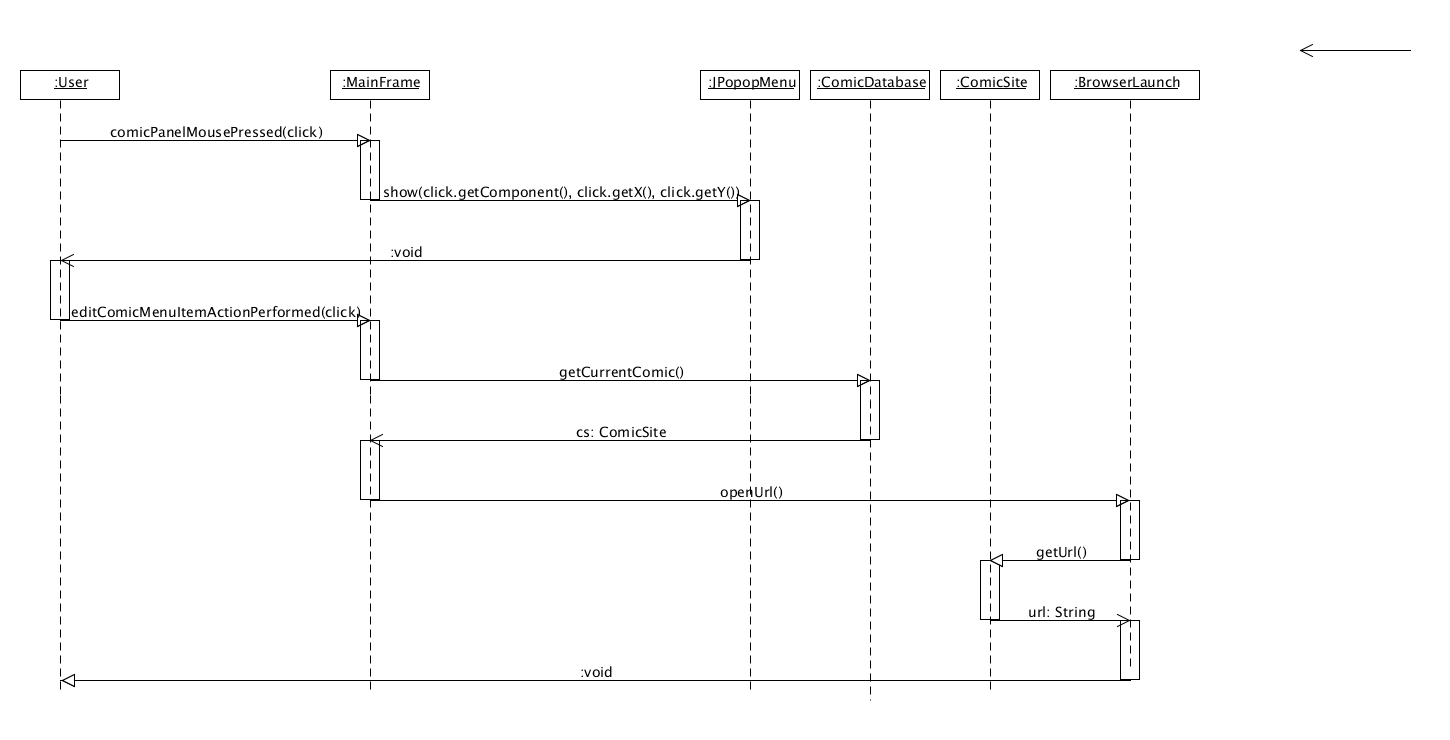 :User
:MainFrame
:JPopopMenu
:ComicDatabase
:ComicSite
:BrowserLaunch
comicPanelMousePressed(click)
show(click.getComponent(), click.getX(), click.getY())
:void
editComicMenuItemActionPerformed(click)
getCurrentComic()
cs: ComicSite
openUrl()
getUrl()
url: String
:void